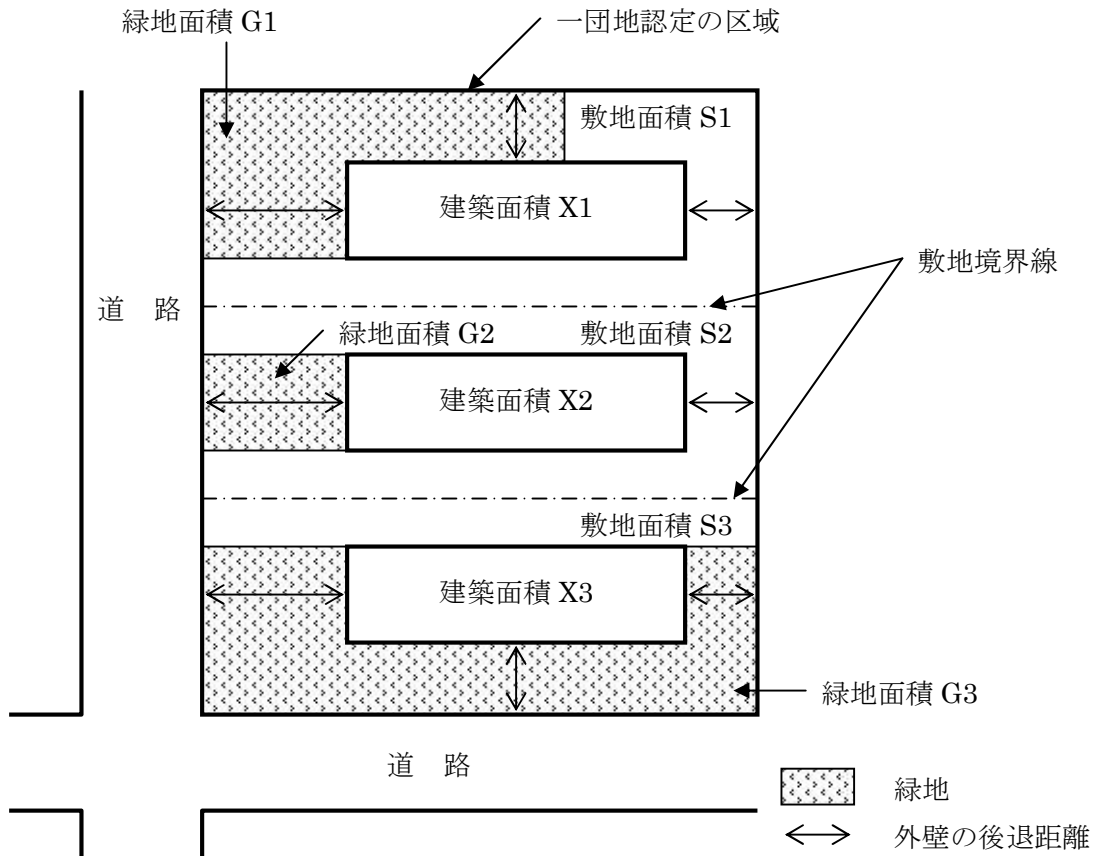 緑地面積 G1
一団地認定の区域
敷地面積 S1
建築面積 X1
敷地境界線
道　路
緑地面積 G2
敷地面積 S2
建築面積 X2
敷地面積 S3
建築面積 X3
緑地面積 G3
道　路
緑地
外壁の後退距離